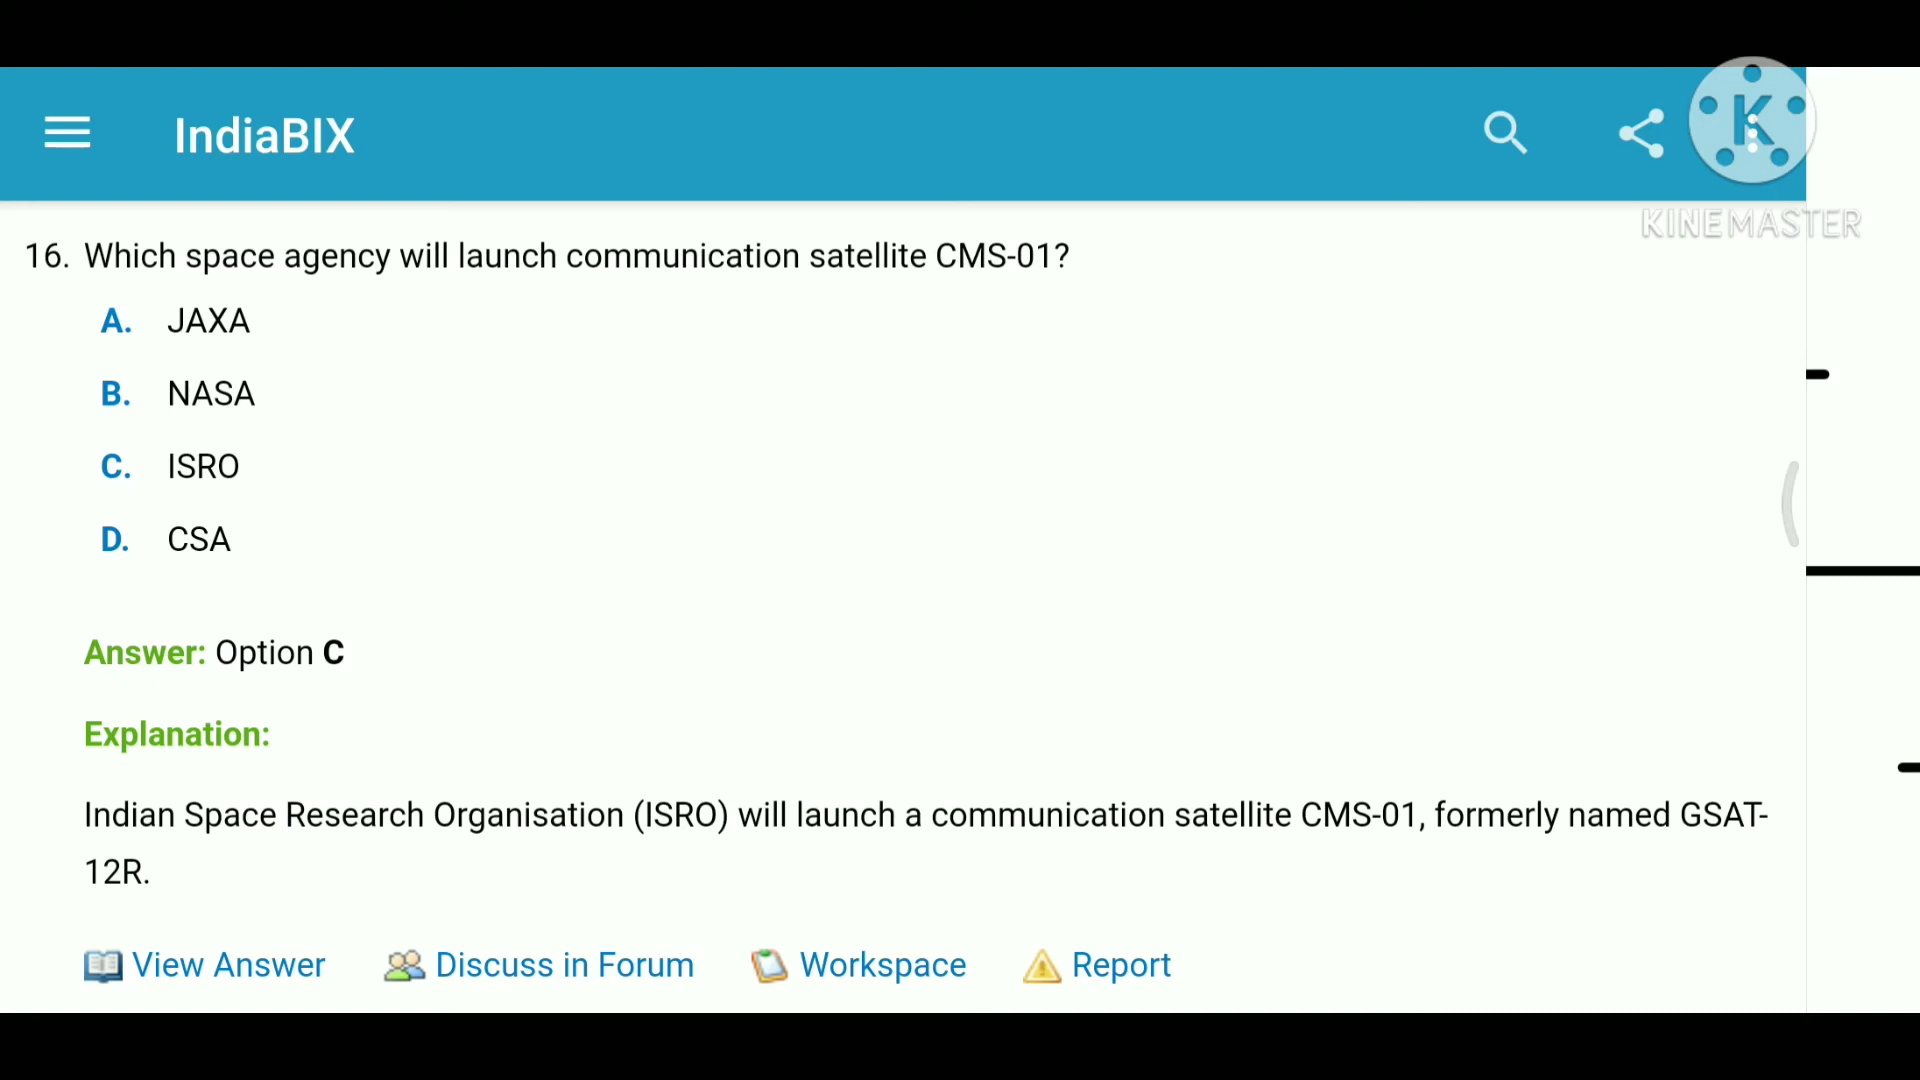 IndiaBIX
K
KINEMASTER
16. Which space agency will launch communication satellite CMS-01?
A. JAXA
B. NASA
C. ISRO
D. CSA
Answer: Option C
Explanation:
Indian Space Research Organisation (ISRO) will launch a communication satellite CMS-01, formerly named GSAT-
12R.
View Answer Discuss in Forum Workspace Report